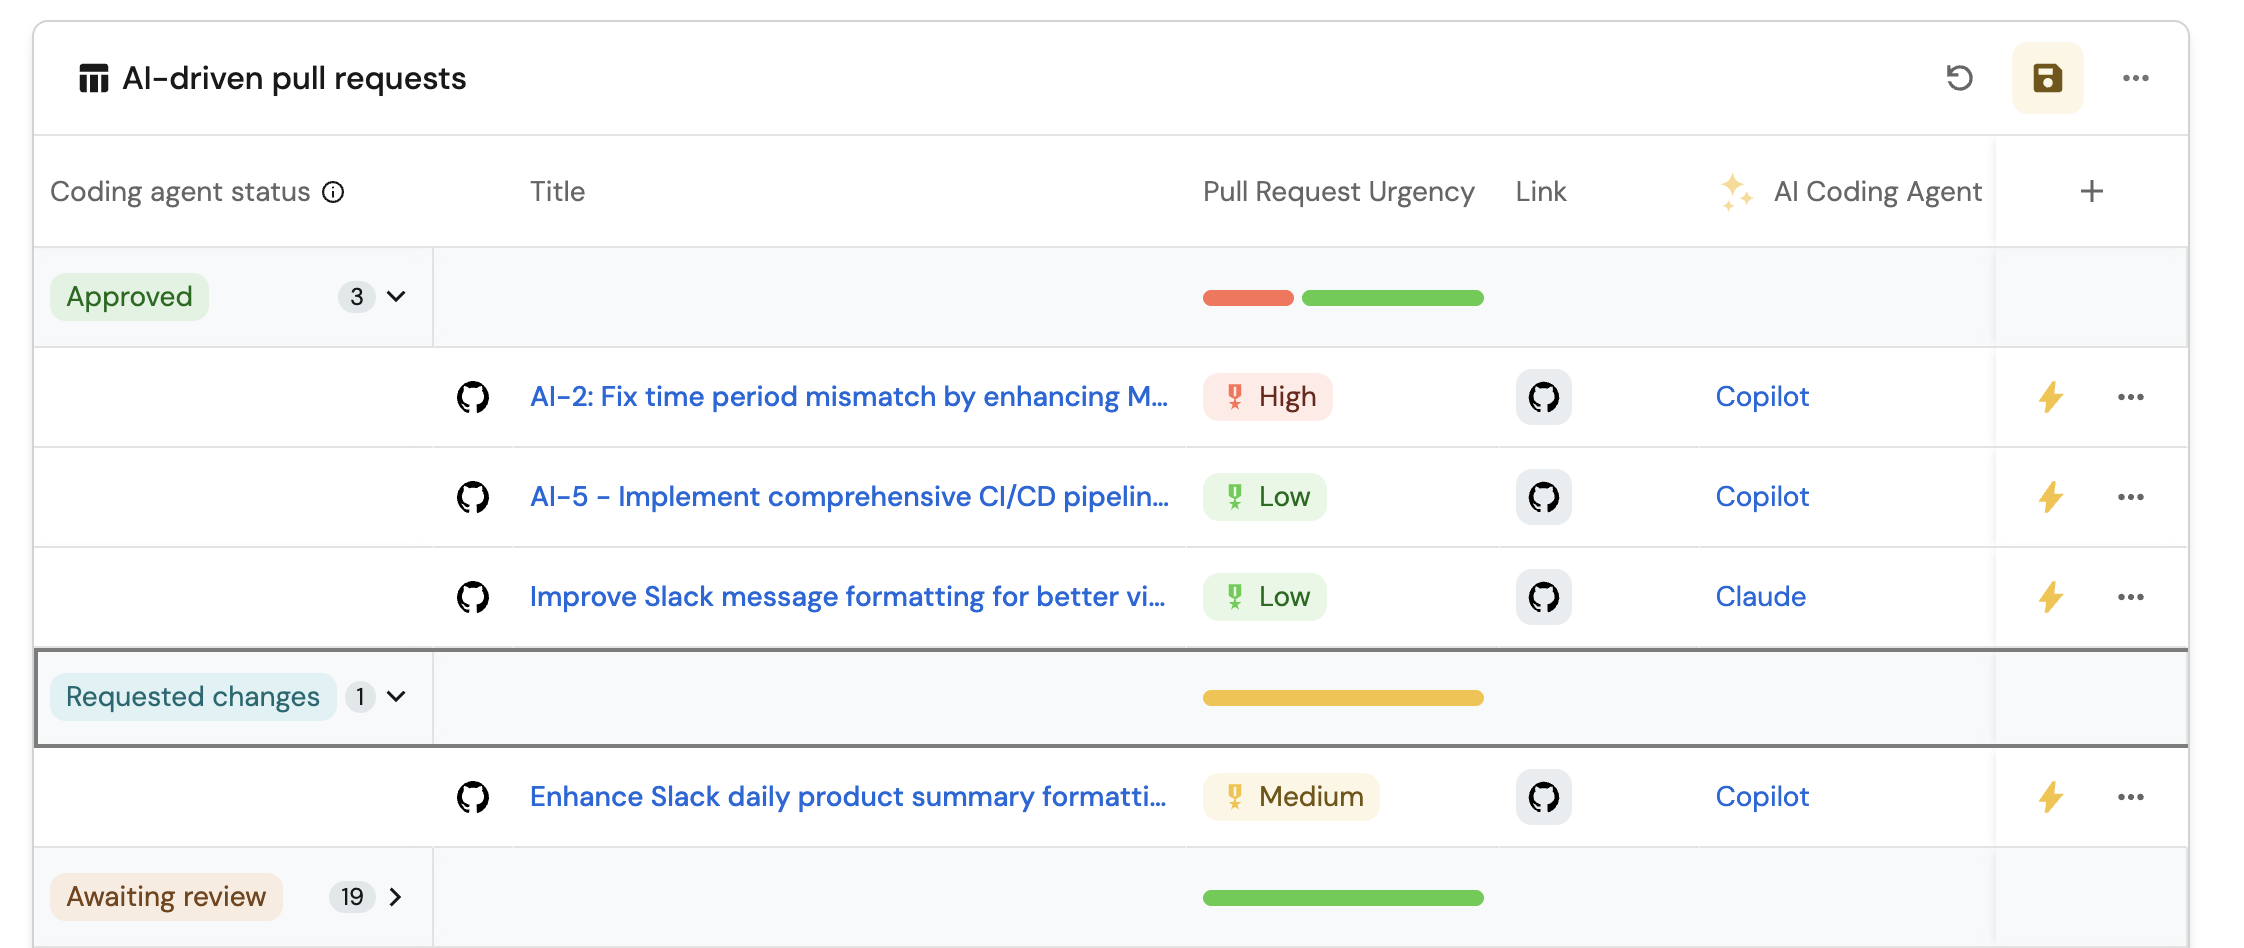 AI-driven pull requests
Coding agent status Title Pull Request Urgency Link AI Coding Agent
Approved 3
AI-2: Fix time period mismatch by enhancing M... High Copilot
AI-5 - Implement comprehensive CI/CD pipelin... Low Copilot
Improve Slack message formatting for better vi... Low Claude
Requested changes 1
Enhance Slack daily product summary formatti... Medium Copilot
Awaiting review 19